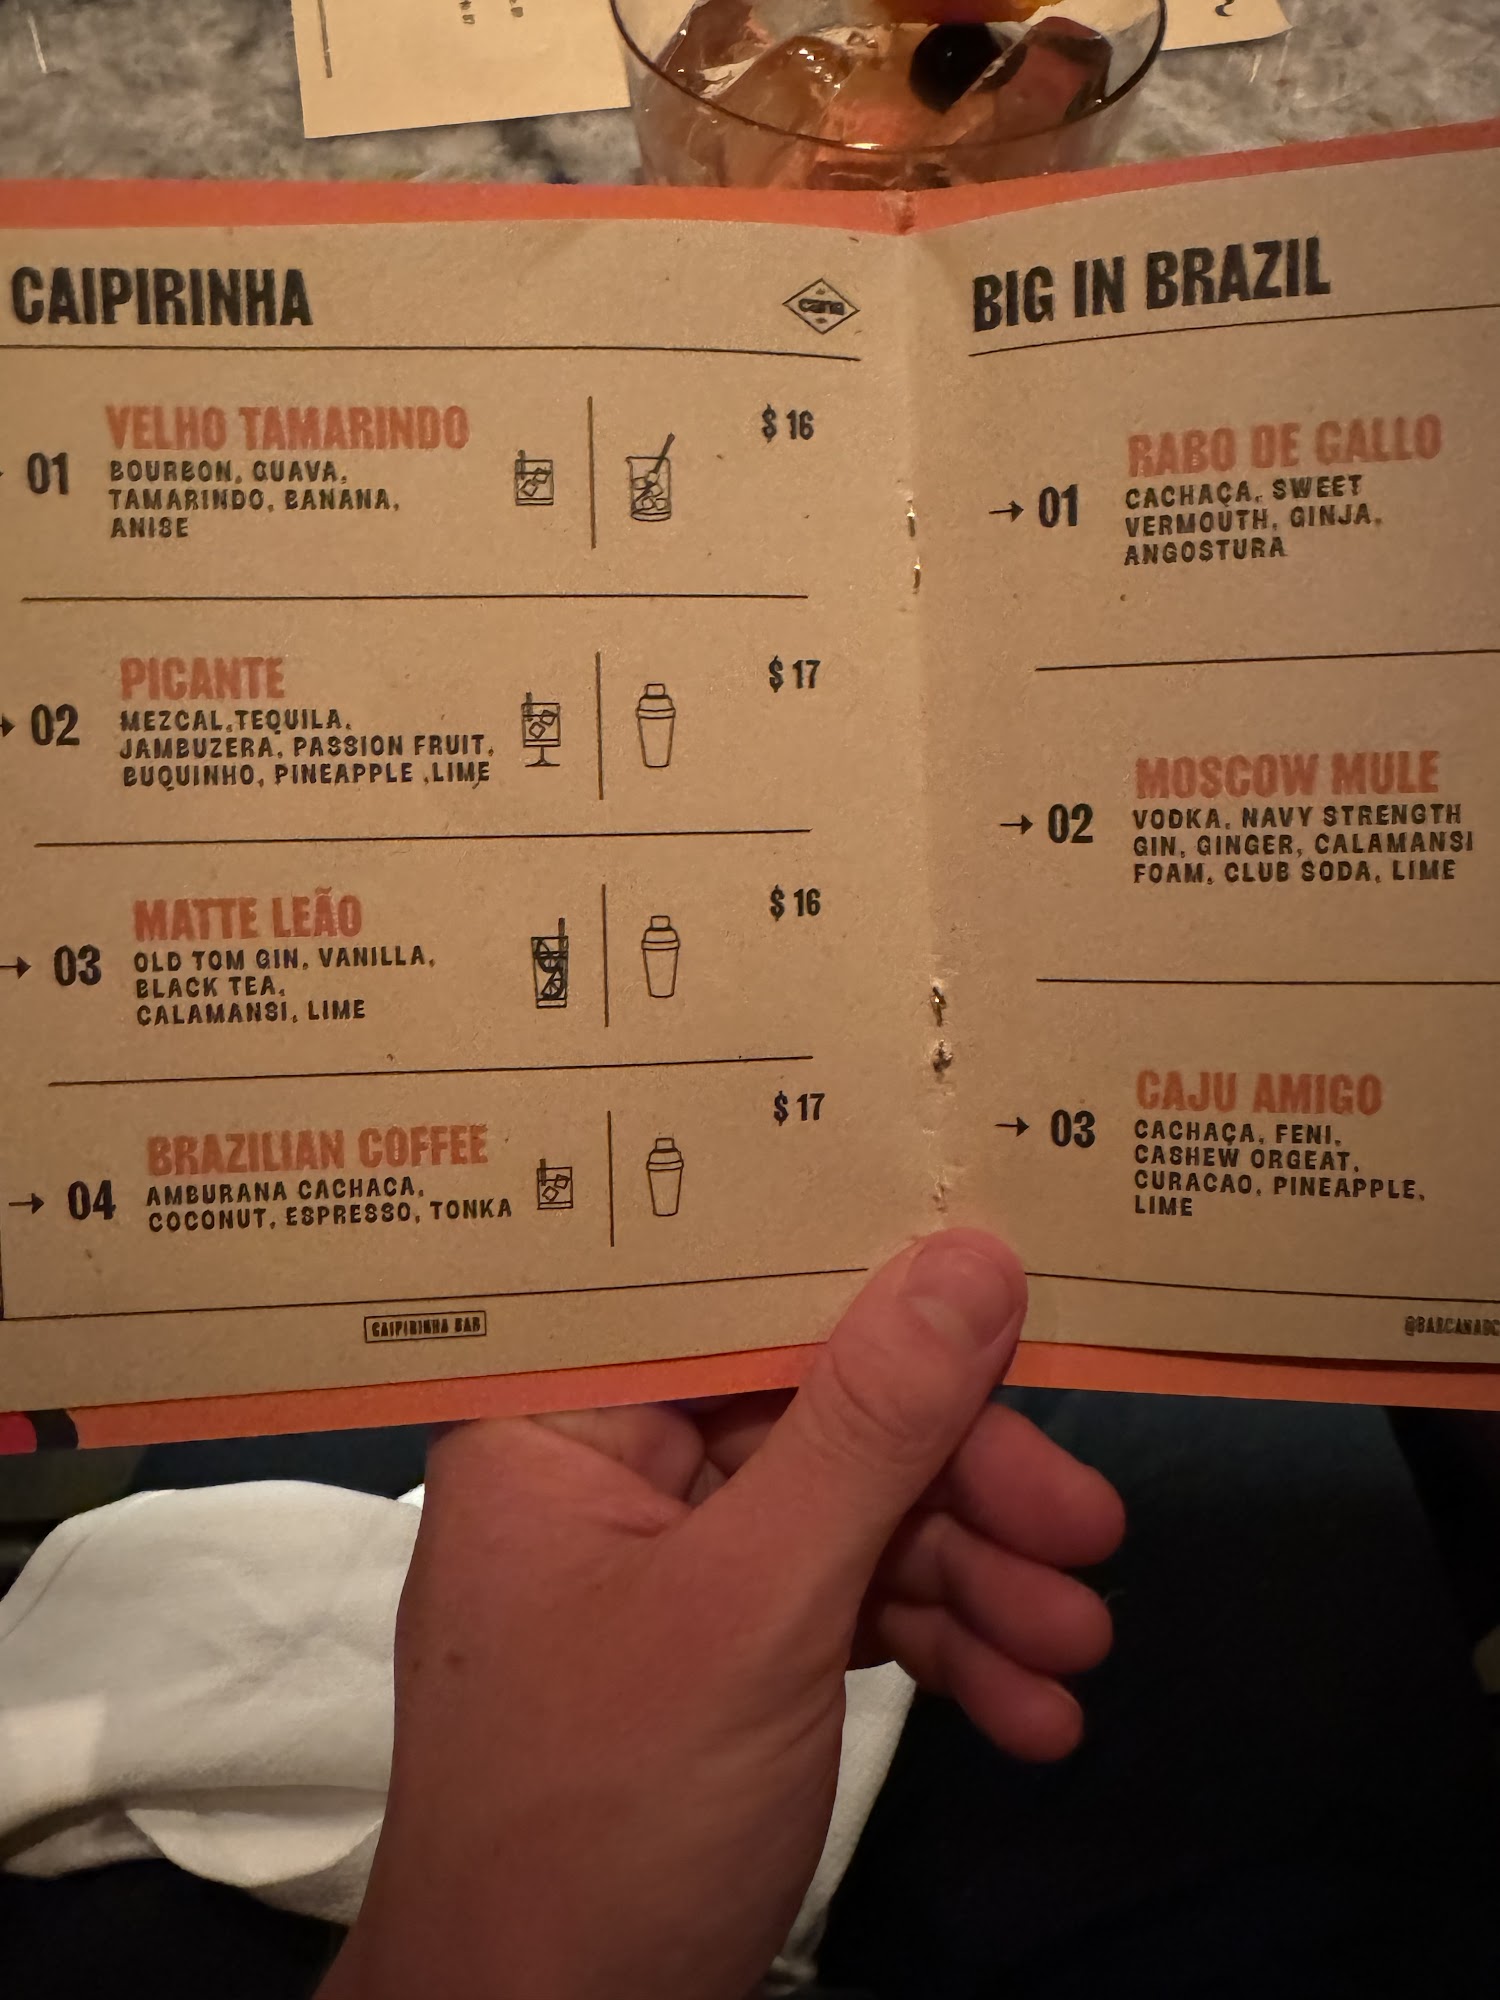 CAIPIRINHA
cana
01
VELHO TAMARINDO
BOURBON, GUAVA,
TAMARINDO, BANANA,
ANISE
$ 16
→ 02
PICANTE
MEZCAL,TEQUILA,
JAMBUZERA, PASSION FRUIT,
BUQUINHO, PINEAPPLE ,LIME
$ 17
→ 03
MATTE LEÃO
OLD TOM GIN, VANILLA,
BLACK TEA,
CALAMANSI, LIME
$ 16
→ 04
BRAZILIAN COFFEE
AMBURANA CACHACA,
COCONUT, ESPRESSO, TONKA
$ 17
CAIPIRINHA BAR
BIG IN BRAZIL
→ 01
RABO DE GALLO
CACHAÇA, SWEET
VERMOUTH, GINJA,
ANGOSTURA
→ 02
MOSCOW MULE
VODKA, NAVY STRENGTH
GIN, GINGER, CALAMANSI
FOAM, CLUB SODA, LIME
→ 03
CAJU AMIGO
CACHAÇA, FENI,
CASHEW ORGEAT,
CURACAO, PINEAPPLE,
LIME
@BARCANADC